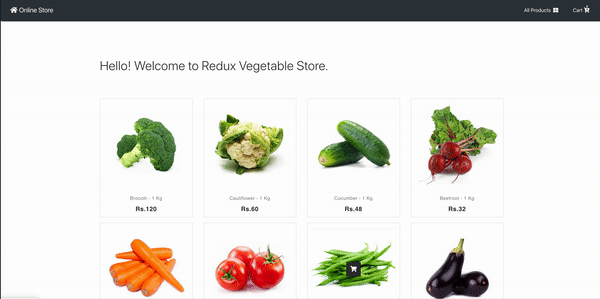 Online Store
All Products
Cart
Hello! Welcome to Redux Vegetable Store.
Brocolli - 1 Kg
Cauliflower - 1 Kg
Cucumber - 1 Kg
Beetroot - 1 Kg
Rs.120
Rs.60
Rs.48
Rs.32